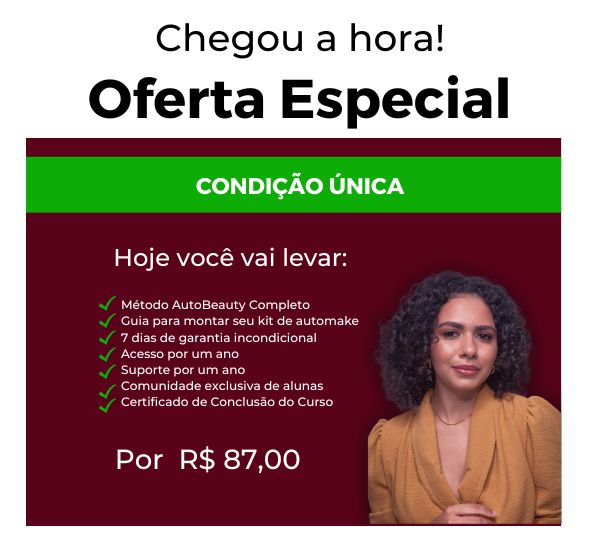 Chegou a hora!
Oferta Especial
CONDIÇÃO ÚNICA
Hoje você vai levar:
Método AutoBeauty Completo
Guia para montar seu kit de automake
7 dias de garantia incondicional
Acesso por um ano
Suporte por um ano
Comunidade exclusiva de alunas
Certificado de Conclusão do Curso
Por R$ 87,00